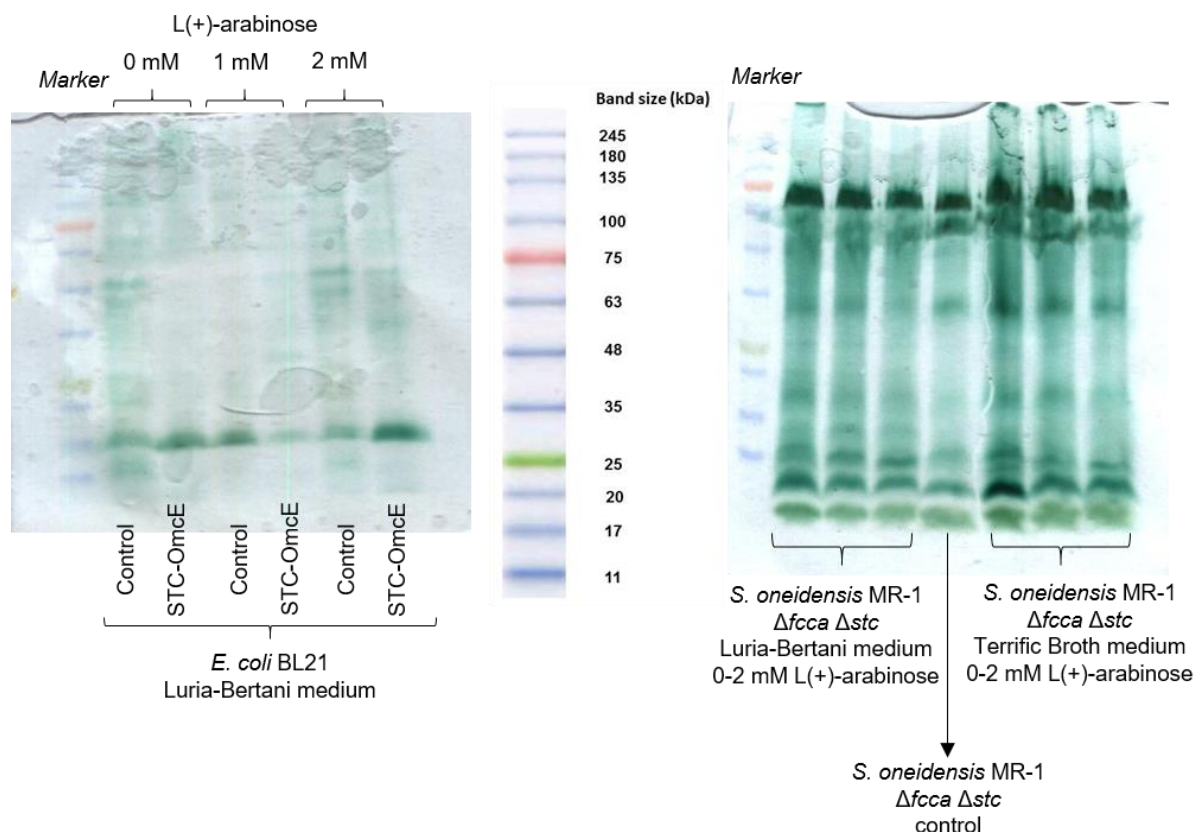 L(+)-arabinose
0 mM 1 mM 2 mM
Marker
Control
STC-OmcE
Control
STC-OmcE
Control
STC-OmcE
E. coli BL21
Luria-Bertani medium
Band size (kDa)
245
180
135
100
75
63
48
35
25
20
17
11
Marker
S. oneidensis MR-1
Δfcca Δstc
Luria-Bertani medium
0-2 mM L(+)-arabinose
S. oneidensis MR-1
Δfcca Δstc
Terrific Broth medium
0-2 mM L(+)-arabinose
S. oneidensis MR-1
Δfcca Δstc
control